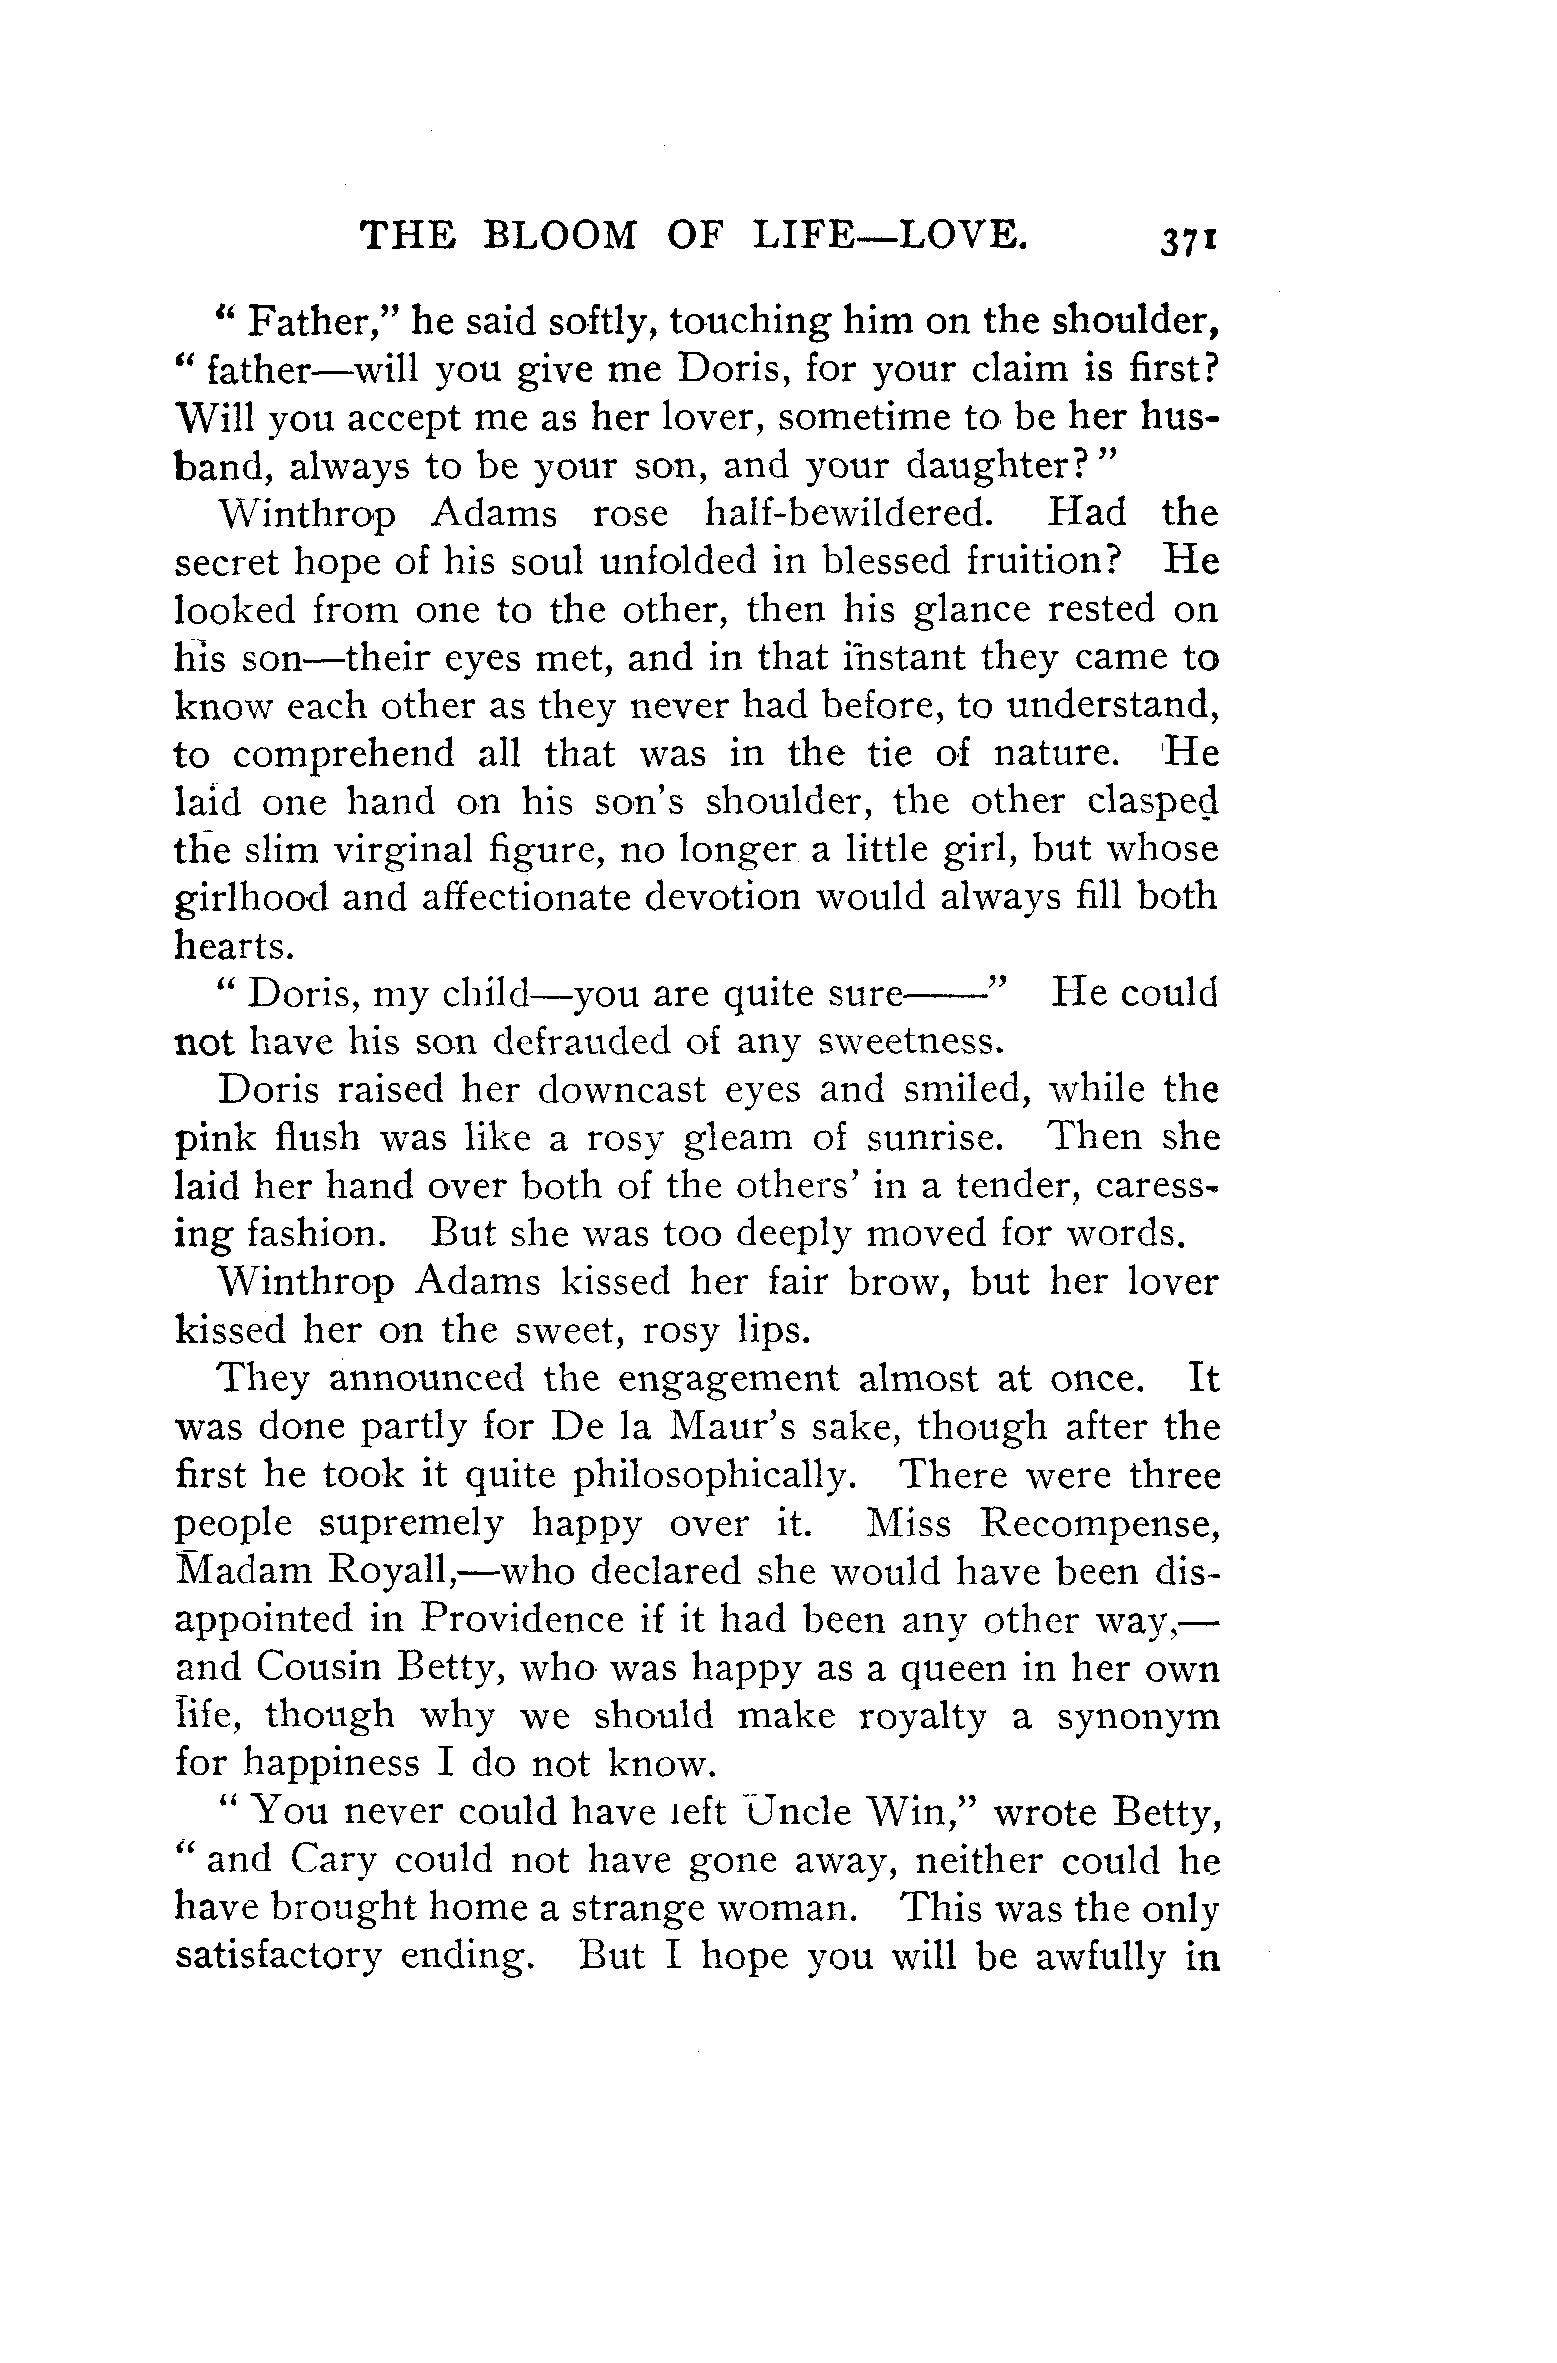 THE BLOOM OF LIFE—LOVE. 371
“ Father,” he said softly, touching him on the shoulder,
“ father—will you give me Doris, for your claim is first?
Will you accept me as her lover, sometime to be her hus-
band, always to be your son, and your daughter? ”
Winthrop Adams rose half-bewildered. Had the
secret hope of his soul unfolded in blessed fruition? He
looked from one to the other, then his glance rested on
his son—their eyes met, and in that instant they came to
know each other as they never had before, to understand,
to comprehend all that was in the tie of nature. He
laid one hand on his son’s shoulder, the other clasped
the slim virginal figure, no longer a little girl, but whose
girlhood and affectionate devotion would always fill both
hearts.
“ Doris, my child—you are quite sure——” He could
not have his son defrauded of any sweetness.
Doris raised her downcast eyes and smiled, while the
pink flush was like a rosy gleam of sunrise. Then she
laid her hand over both of the others’ in a tender, caress-
ing fashion. But she was too deeply moved for words.
Winthrop Adams kissed her fair brow, but her lover
kissed her on the sweet, rosy lips.
They announced the engagement almost at once. It
was done partly for De la Maur’s sake, though after the
first he took it quite philosophically. There were three
people supremely happy over it. Miss Recompense,
Madam Royall,—who declared she would have been dis-
appointed in Providence if it had been any other way,—
and Cousin Betty, who was happy as a queen in her own
life, though why we should make royalty a synonym
for happiness I do not know.
“ You never could have left Uncle Win,” wrote Betty,
“ and Cary could not have gone away, neither could he
have brought home a strange woman. This was the only
satisfactory ending. But I hope you will be awfully in